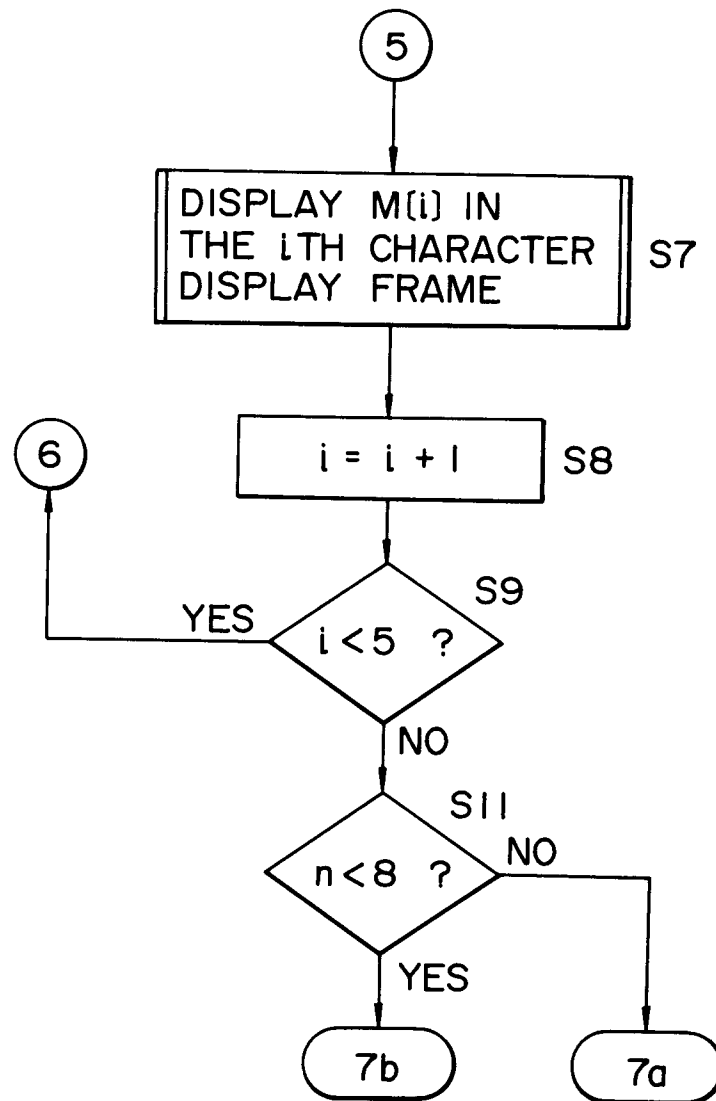 5
DISPLAY M(i) IN
THE iTH CHARACTER
DISPLAY FRAME
S7
6
i = i + 1
S8
S9
YES
i < 5 ?
NO
S11
n < 8 ?
NO
YES
7b
7a